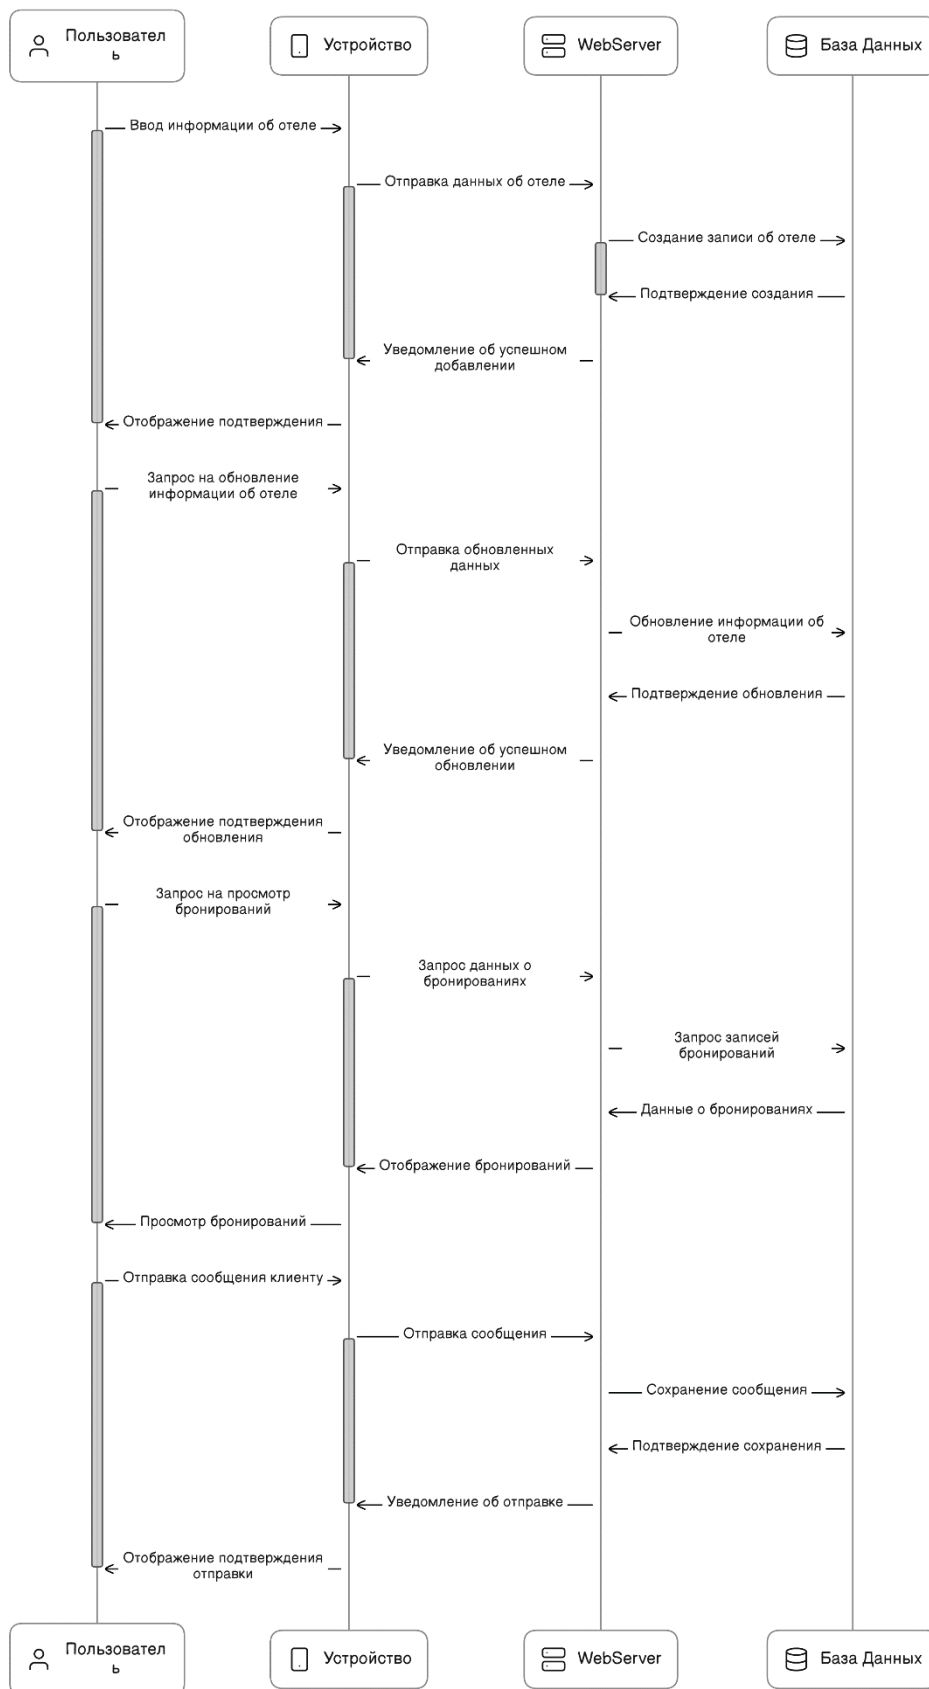 Пользовател
ь
Устройство
WebServer
База Данных
Ввод информации об отеле
Отправка данных об отеле
Создание записи об отеле
Подтверждение создания
Уведомление об успешном
добавлении
Отображение подтверждения
Запрос на обновление
информации об отеле
Отправка обновленных
данных
Обновление информации об
отеле
Подтверждение обновления
Уведомление об успешном
обновлении
Отображение подтверждения
обновления
Запрос на просмотр
бронирований
Запрос данных о
бронированиях
Запрос записей
бронирований
Данные о бронированиях
Отображение бронирований
Просмотр бронирований
Отправка сообщения клиенту
Отправка сообщения
Сохранение сообщения
Подтверждение сохранения
Уведомление об отправке
Отображение подтверждения
отправки
Пользовател
ь
Устройство
WebServer
База Данных